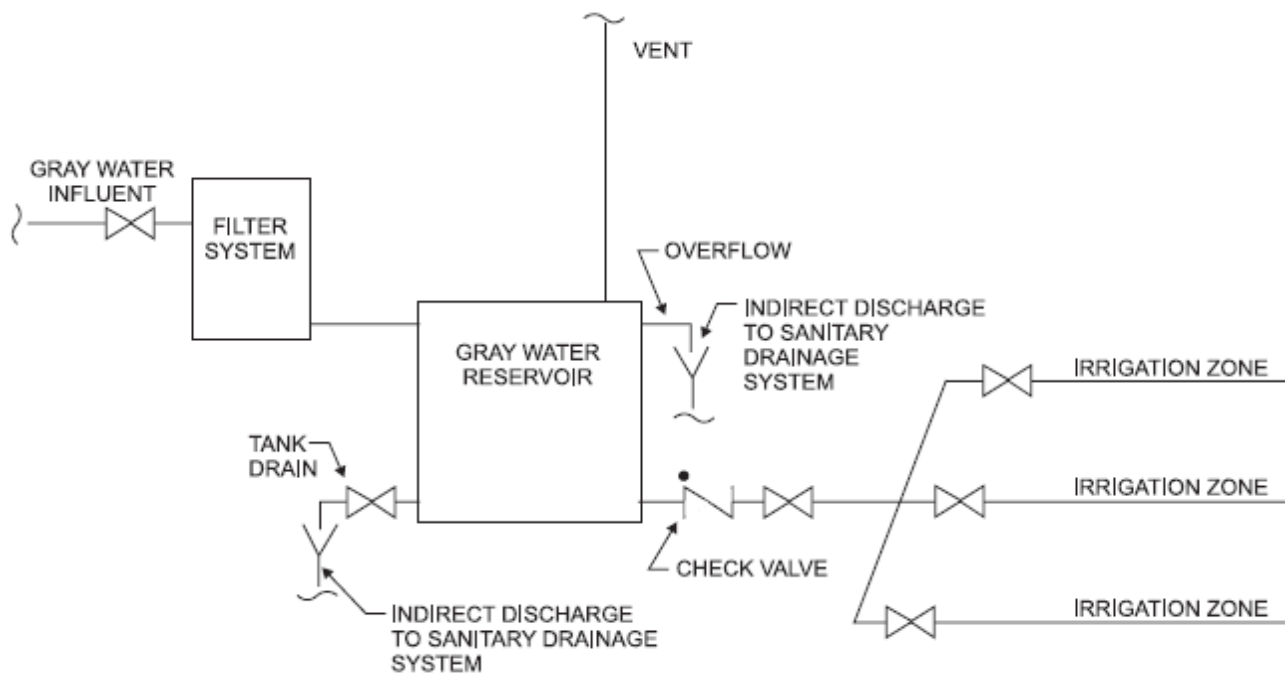 VENT
GRAY WATER
INFLUENT
FILTER
SYSTEM
OVERFLOW
INDIRECT DISCHARGE
TO SANITARY
DRAINAGE
SYSTEM
GRAY WATER
RESERVOIR
IRRIGATION ZONE
TANK
DRAIN
IRRIGATION ZONE
CHECK VALVE
IRRIGATION ZONE
INDIRECT DISCHARGE
TO SANITARY DRAINAGE
SYSTEM